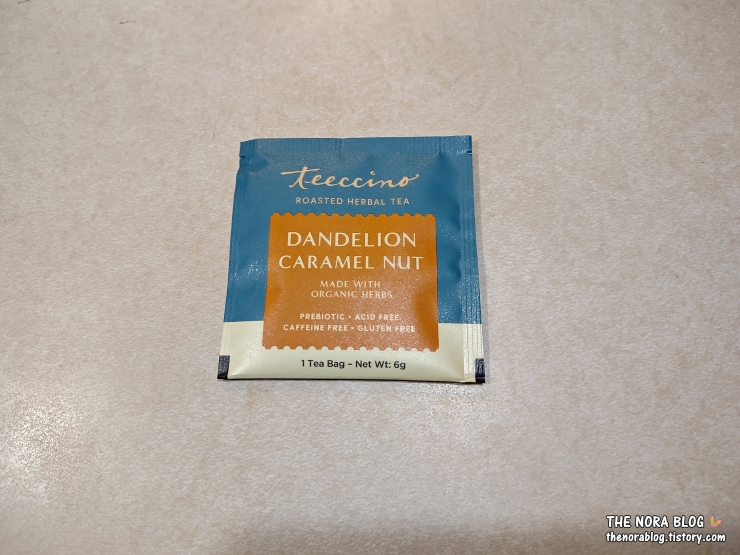 teeccino
ROASTED HERBAL TEA
DANDELION
CARAMEL NUT
MADE WITH
ORGANIC HERBS
PREBIOTIC • ACID FREE
CAFFEINE FREE • GLUTEN FREE
1 Tea Bag – Net Wt: 6g
THE NORA BLOG
thenorablog.tistory.com